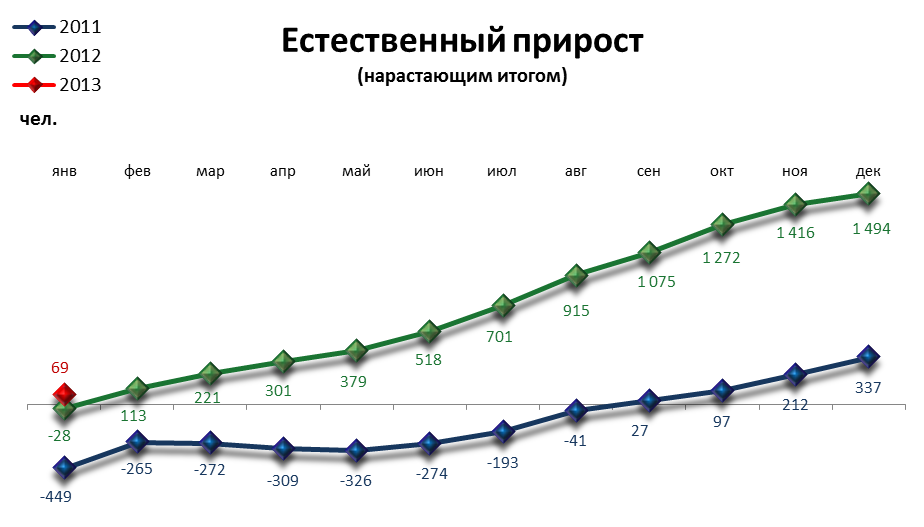 2011
2012
2013
Естественный прирост
(нарастающим итогом)
чел.
янв фев мар апр май июн июл авг сен окт ноя дек
-28 113 221 301 379 518 701 915 1 075 1 272 1 416 1 494
69
-449 -265 -272 -309 -326 -274 -193 -41 27 97 212 337